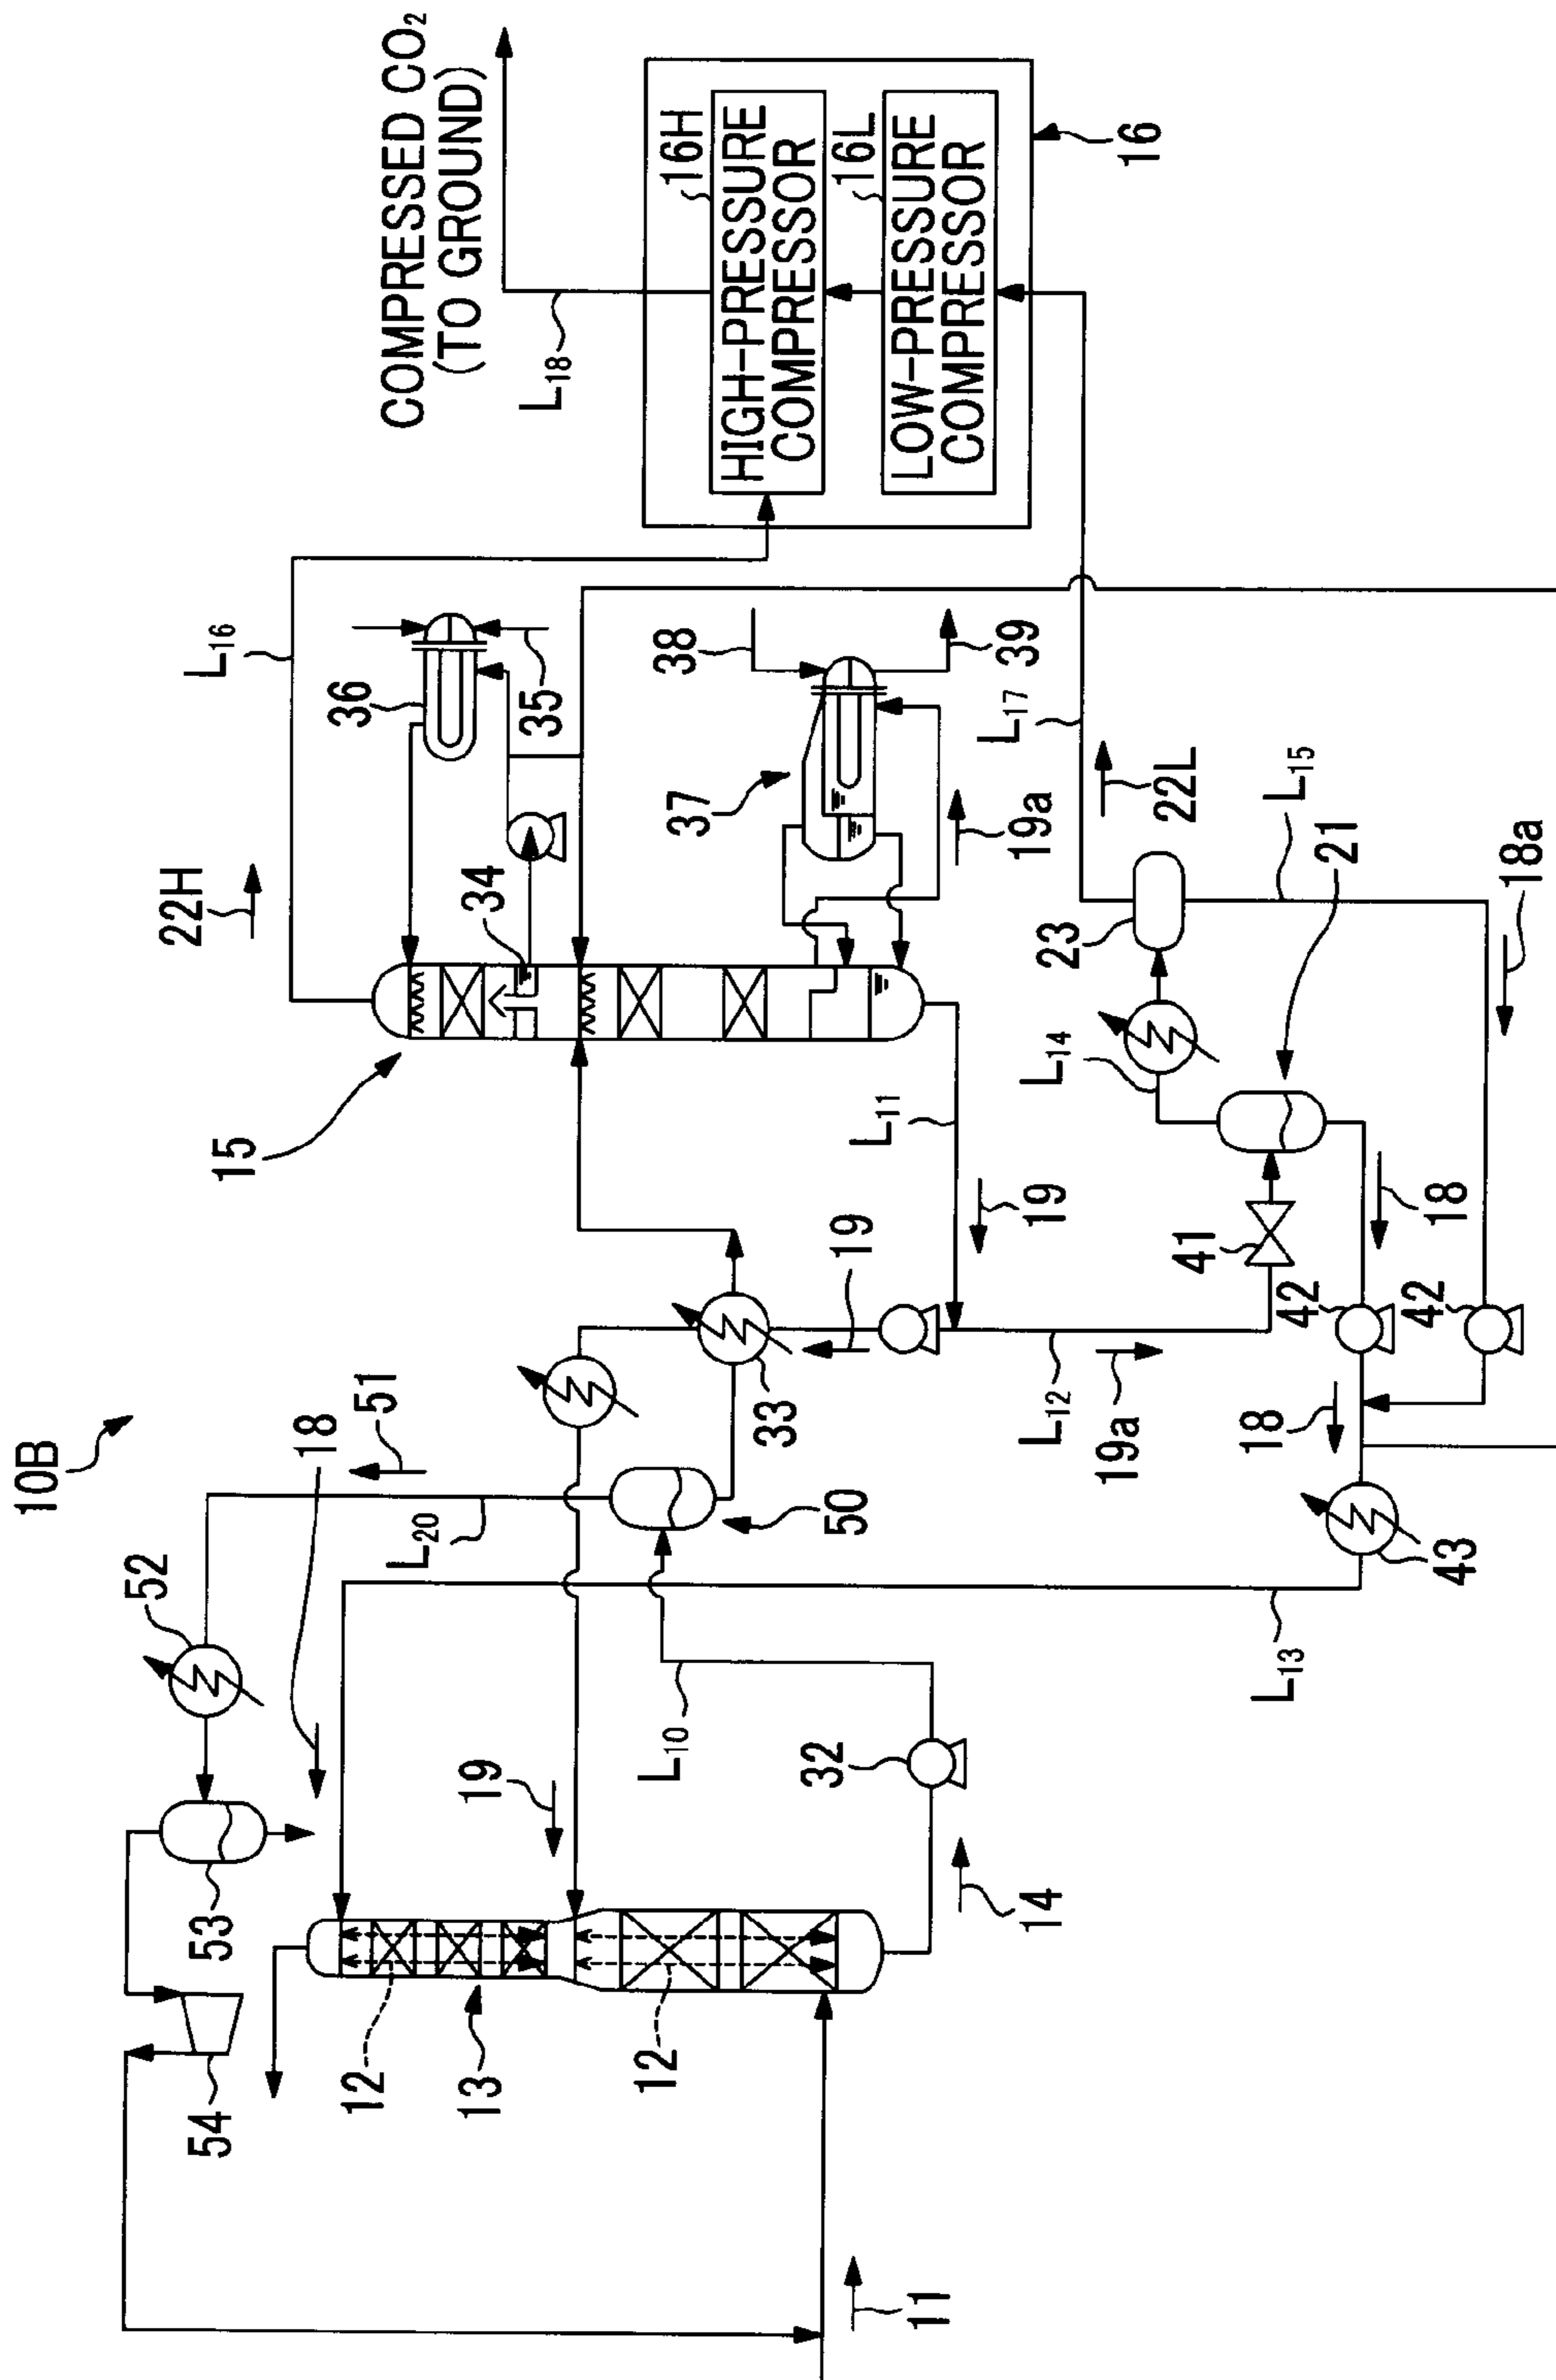 10B
COMPRESSED CO₂
(TO GROUND)
L₁₈
16H
HIGH-PRESSURE
COMPRESSOR
16L
LOW-PRESSURE
COMPRESSOR
16
L₁₆
22H
36
35
34
38
39
37
19a
15
L₁₇
22L
L₁₅
21
23
18a
L₁₄
L₁₁
19
19
41
18
42
42
33
L₁₂
19a
18
43
L₁₃
18
51
L₂₀
50
52
L₁₀
32
53
19
14
54
12
13
12
11